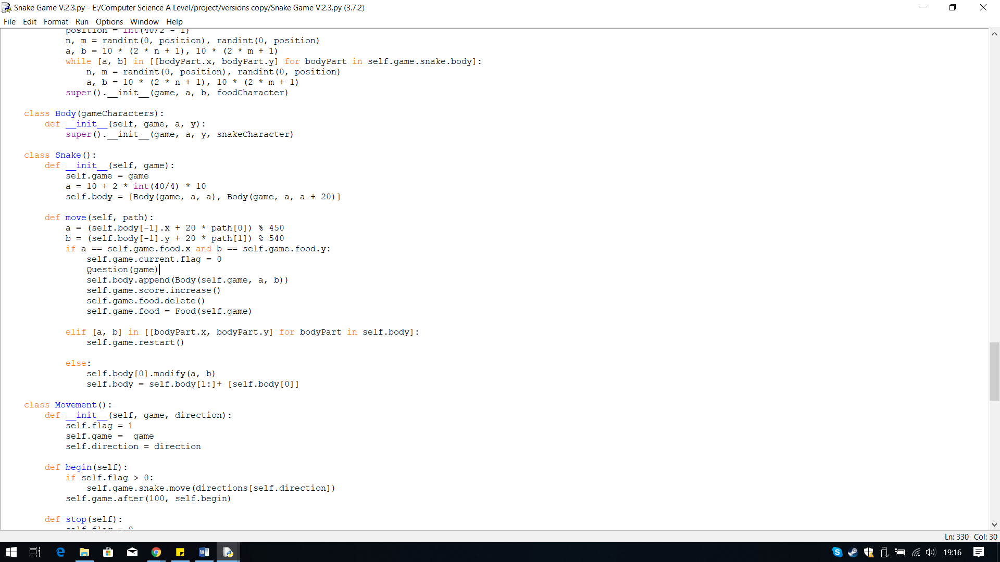 Snake Game V.2.3.py - E:/Computer Science A Level/project/versions copy/Snake Game V.2.3.py (3.7.2)
File Edit Format Run Options Window Help
position = int(40/2 - 1)
n, m = randint(0, position), randint(0, position)
a, b = 10 * (2 * n + 1), 10 * (2 * m + 1)
while [a, b] in [[bodyPart.x, bodyPart.y] for bodyPart in self.game.snake.body]:
n, m = randint(0, position), randint(0, position)
a, b = 10 * (2 * n + 1), 10 * (2 * m + 1)
super().__init__(game, a, b, foodCharacter)
class Body(gameCharacters):
def __init__(self, game, a, y):
super().__init__(game, a, y, snakeCharacter)
class Snake():
def __init__(self, game):
self.game = game
a = 10 + 2 * int(40/4) * 10
self.body = [Body(game, a, a), Body(game, a, a + 20)]
def move(self, path):
a = (self.body[-1].x + 20 * path[0]) % 450
b = (self.body[-1].y + 20 * path[1]) % 540
if a == self.game.food.x and b == self.game.food.y:
self.game.current.flag = 0
Question(game)
self.body.append(Body(self.game, a, b))
self.game.score.increase()
self.game.food.delete()
self.game.food = Food(self.game)
elif [a, b] in [[bodyPart.x, bodyPart.y] for bodyPart in self.body]:
self.game.restart()
else:
self.body[0].modify(a, b)
self.body = self.body[1:]+ [self.body[0]]
class Movement():
def __init__(self, game, direction):
self.flag = 1
self.game =  game
self.direction = direction
def begin(self):
if self.flag > 0:
self.game.snake.move(directions[self.direction])
self.game.after(100, self.begin)
def stop(self):
self.flag = 0
Ln: 330 Col: 30
19:16